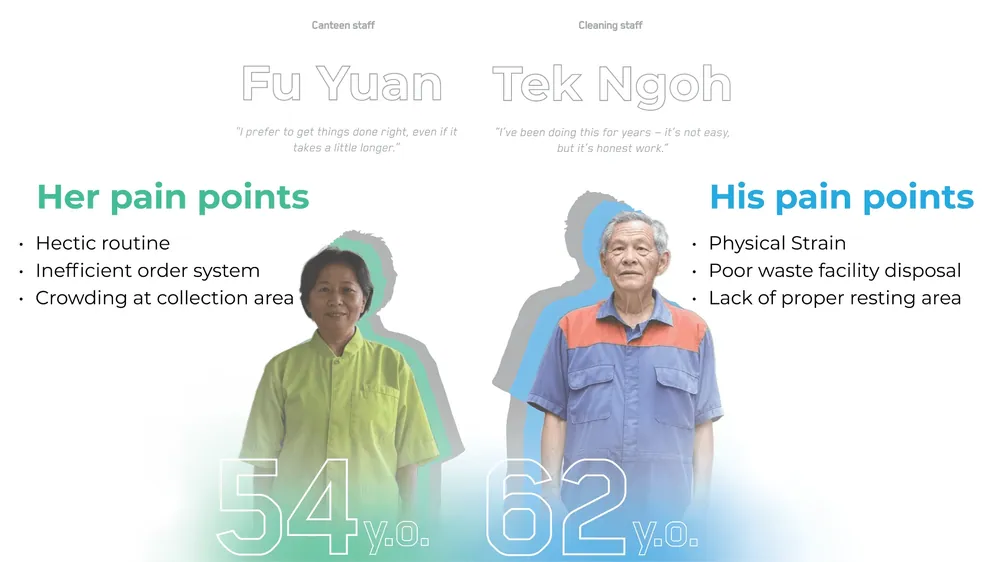 Canteen staff
Fu Yuan
"I prefer to get things done right, even if it
takes a little longer."
Her pain points
• Hectic routine
• Inefficient order system
• Crowding at collection area
54 y.o.
Cleaning staff
Tek Ngoh
"I've been doing this for years – it's not easy,
but it's honest work."
His pain points
• Physical Strain
• Poor waste facility disposal
• Lack of proper resting area
62 y.o.